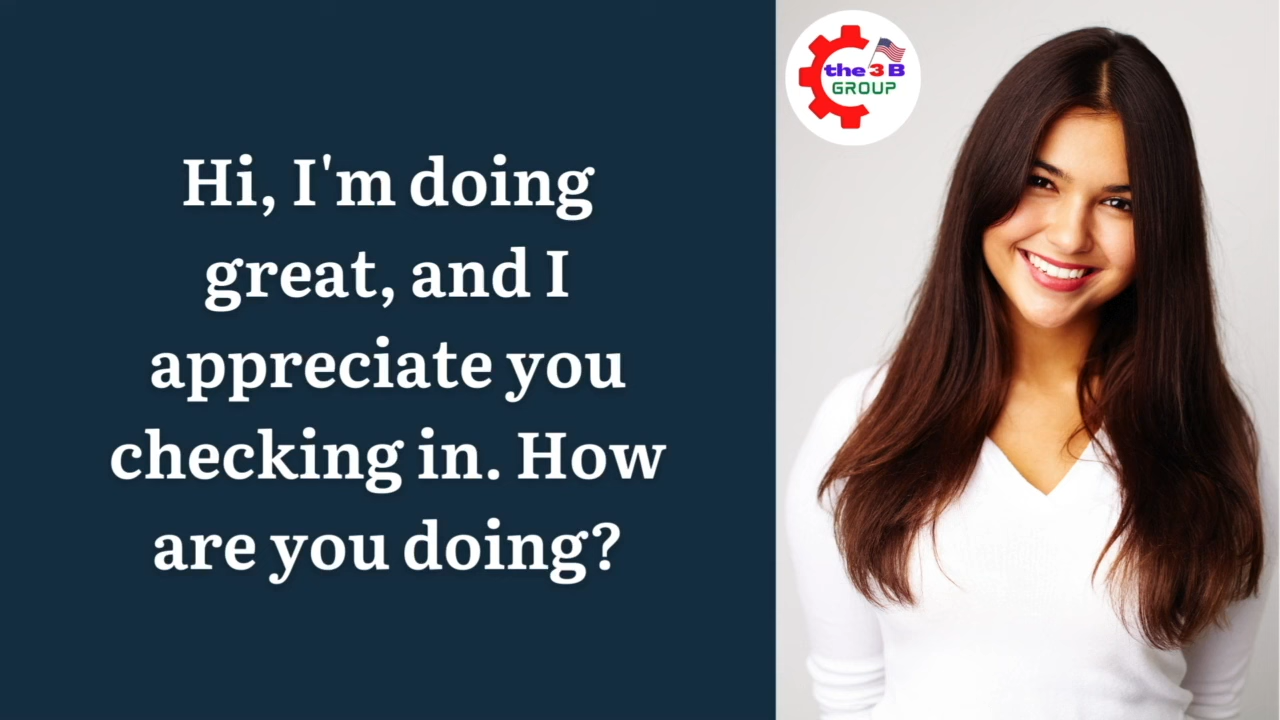 Hi, I'm doing
great, and I
appreciate you
checking in. How
are you doing?
the 3 B
GROUP